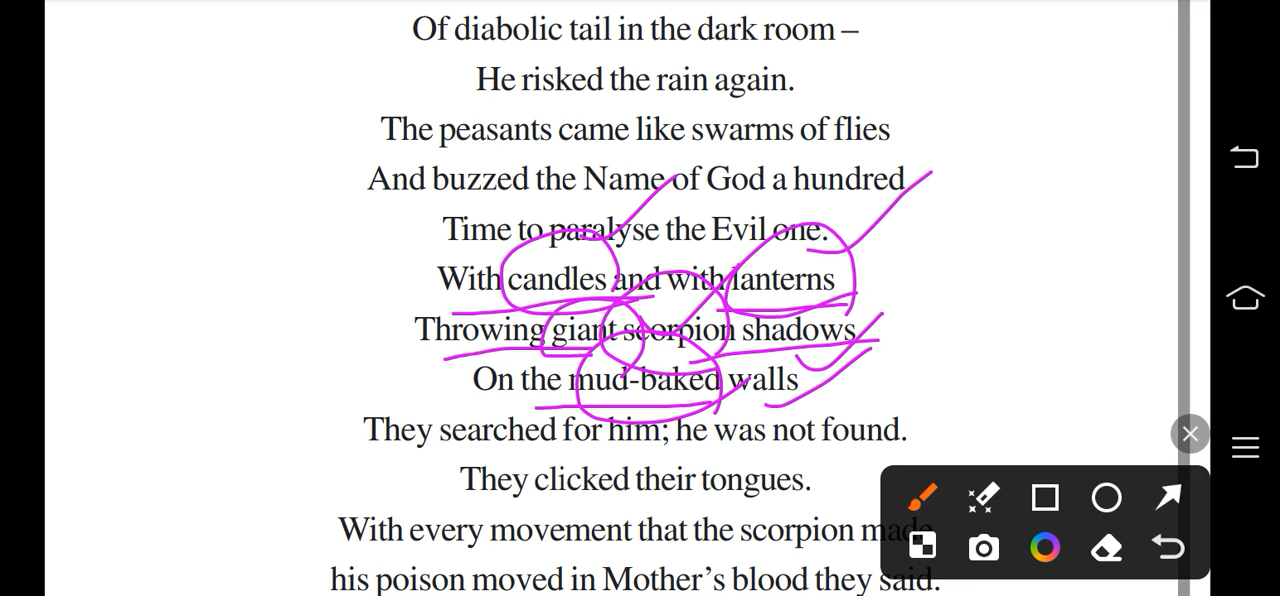 Of diabolic tail in the dark room –
He risked the rain again.
The peasants came like swarms of flies
And buzzed the Name of God a hundred
Time to paralyse the Evil one.
With candles and with lanterns
Throwing giant scorpion shadows
On the mud-baked walls
They searched for him; he was not found.
They clicked their tongues.
With every movement that the scorpion made
his poison moved in Mother’s blood they said.